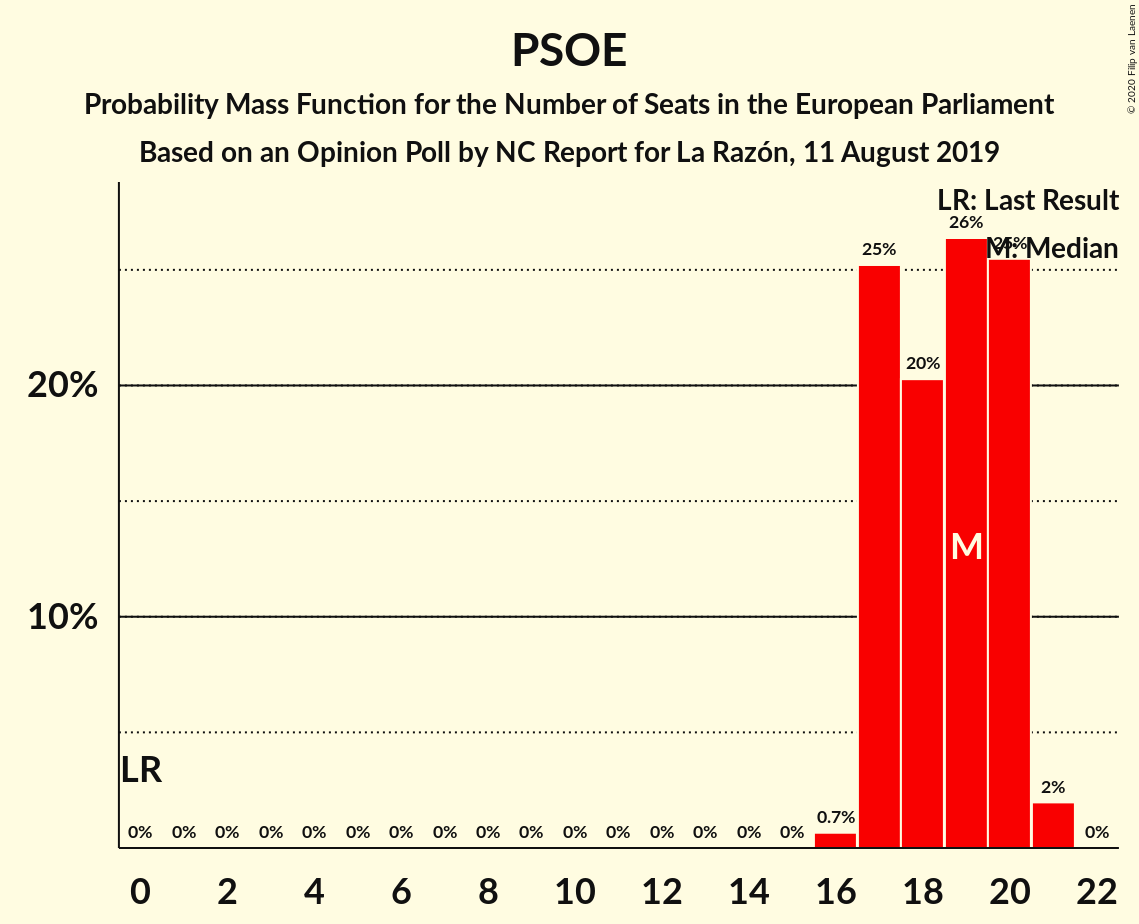 PSOE
Probability Mass Function for the Number of Seats in the European Parliament
Based on an Opinion Poll by NC Report for La Razón, 11 August 2019
© 2020 Filip van Laenen
LR: Last Result
M: Median
26%
25%
25%
20%
20%
M
10%
LR
0% 0% 0% 0% 0% 0% 0% 0% 0% 0% 0% 0% 0% 0% 0% 0% 0.7% 2% 0%
0 2 4 6 8 10 12 14 16 18 20 22